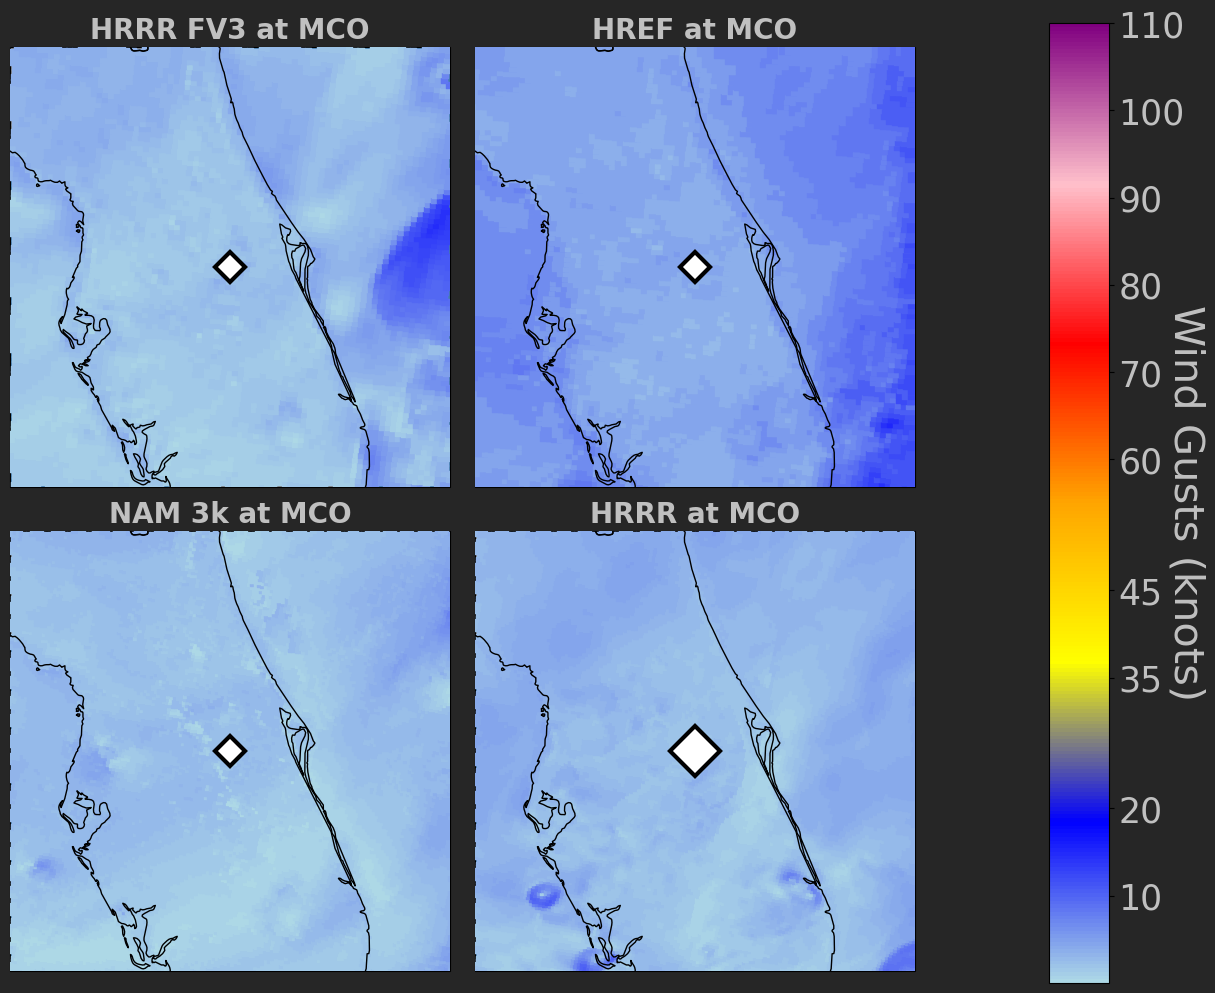 HRRR FV3 at MCO
HREF at MCO
NAM 3k at MCO
HRRR at MCO
110
100
90
80
70
60
45
35
20
10
Wind Gusts (knots)